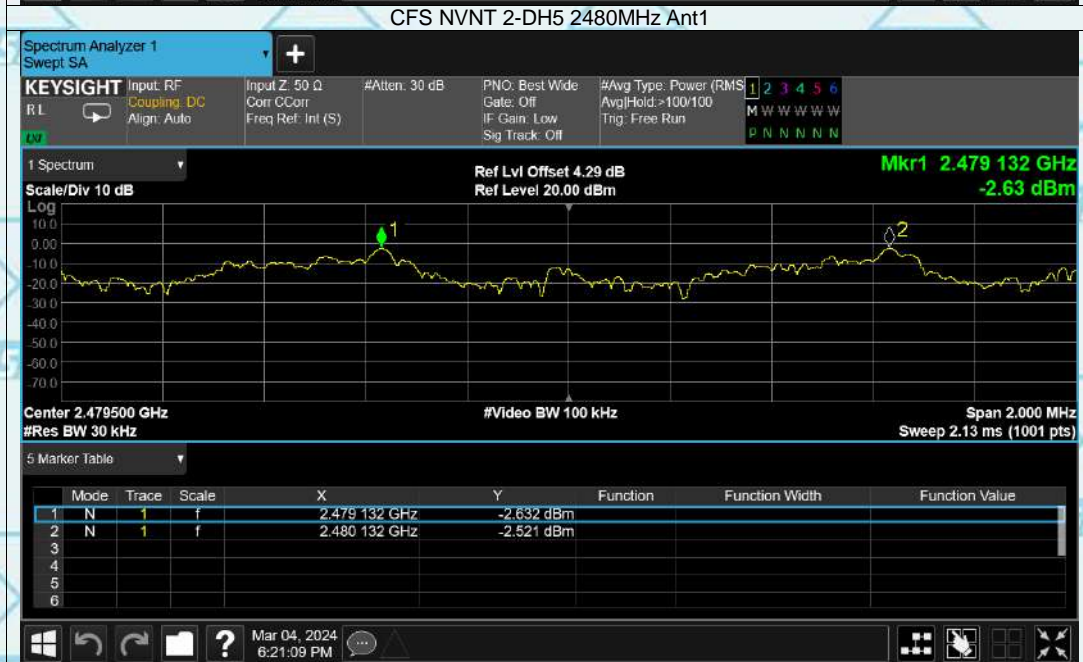 CFS NVNT 2-DH5 2480MHz Ant1
Spectrum Analyzer 1
Swept SA
+
KEYSIGHT
RL
LXI
Input: RF
Coupling: DC
Align: Auto
Input Z: 50 Ω
Corr CCorr
Freq Ref: Int (S)
#Atten: 30 dB
PNO: Best Wide
Gate: Off
IF Gain: Low
Sig Track: Off
#Avg Type: Power (RMS
Avg|Hold:>100/100
Trig: Free Run
1 2 3 4 5 6
M W W W W W
P N N N N N
1 Spectrum
Scale/Div 10 dB
Ref Lvl Offset 4.29 dB
Ref Level 20.00 dBm
Mkr1 2.479 132 GHz
-2.63 dBm
Log
10.0
0.00
-10.0
-20.0
-30.0
-40.0
-50.0
-60.0
-70.0
1
2
Center 2.479500 GHz
#Res BW 30 kHz
#Video BW 100 kHz
Span 2.000 MHz
Sweep 2.13 ms (1001 pts)
5 Marker Table
Mode Trace Scale X Y Function Function Width Function Value
1 N 1 f 2.479 132 GHz -2.632 dBm
2 N 1 f 2.480 132 GHz -2.521 dBm
3
4
5
6
?
Mar 04, 2024
6:21:09 PM